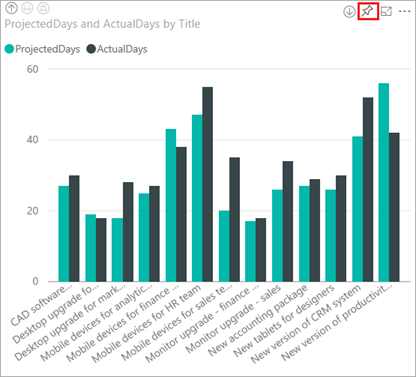 ProjectedDays and ActualDays by Title
ProjectedDays ActualDays
60
40
20
0
CAD software...
Desktop upgrade fo...
Desktop upgrade for mark...
Mobile devices for analytic...
Mobile devices for finance ...
Mobile devices for HR team
Mobile devices for sales te...
Monitor upgrade - finance ...
Monitor upgrade - sales
New accounting package
New tablets for designers
New version of CRM system
New version of productivit...